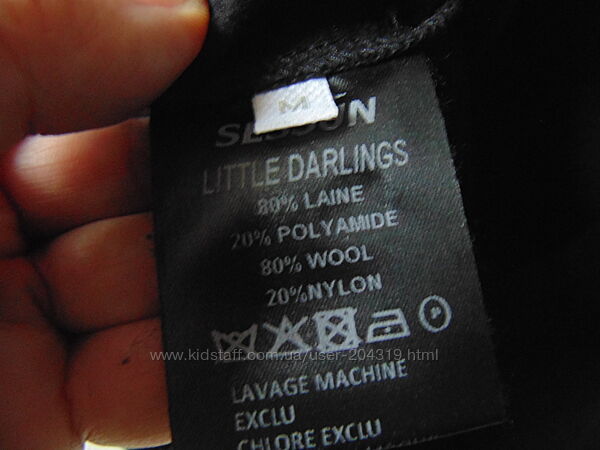 M
SESSÙN
LITTLE DARLINGS
80% LAINE
20% POLYAMIDE
80% WOOL
20%NYLON
P
www.kidstaff.com.ua/user-204319.html
LAVAGE MACHINE
EXCLU
CHLORE EXCLU